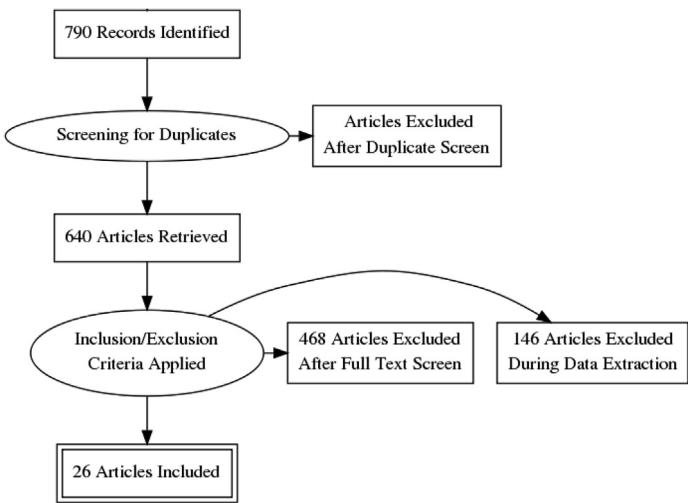 790 Records Identified
Screening for Duplicates
Articles Excluded
After Duplicate Screen
640 Articles Retrieved
Inclusion/Exclusion
Criteria Applied
468 Articles Excluded
After Full Text Screen
146 Articles Excluded
During Data Extraction
26 Articles Included